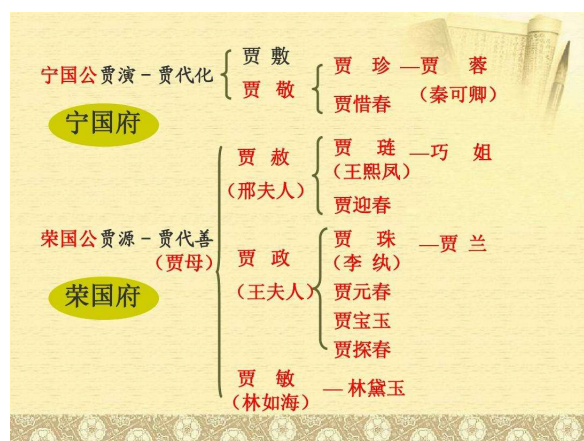 贾 敷
宁国公贾演－贾代化
贾 敬
贾 珍 —贾 蓉
(秦可卿)
贾惜春
宁国府
贾 赦
(邢夫人)
贾 琏 —巧 姐
(王熙凤)
贾迎春
荣国公贾源－贾代善
(贾母)
荣国府
贾 政
(王夫人)
贾 珠 —贾 兰
(李 纨)
贾元春
贾宝玉
贾探春
贾 敏
(林如海)
— 林黛玉